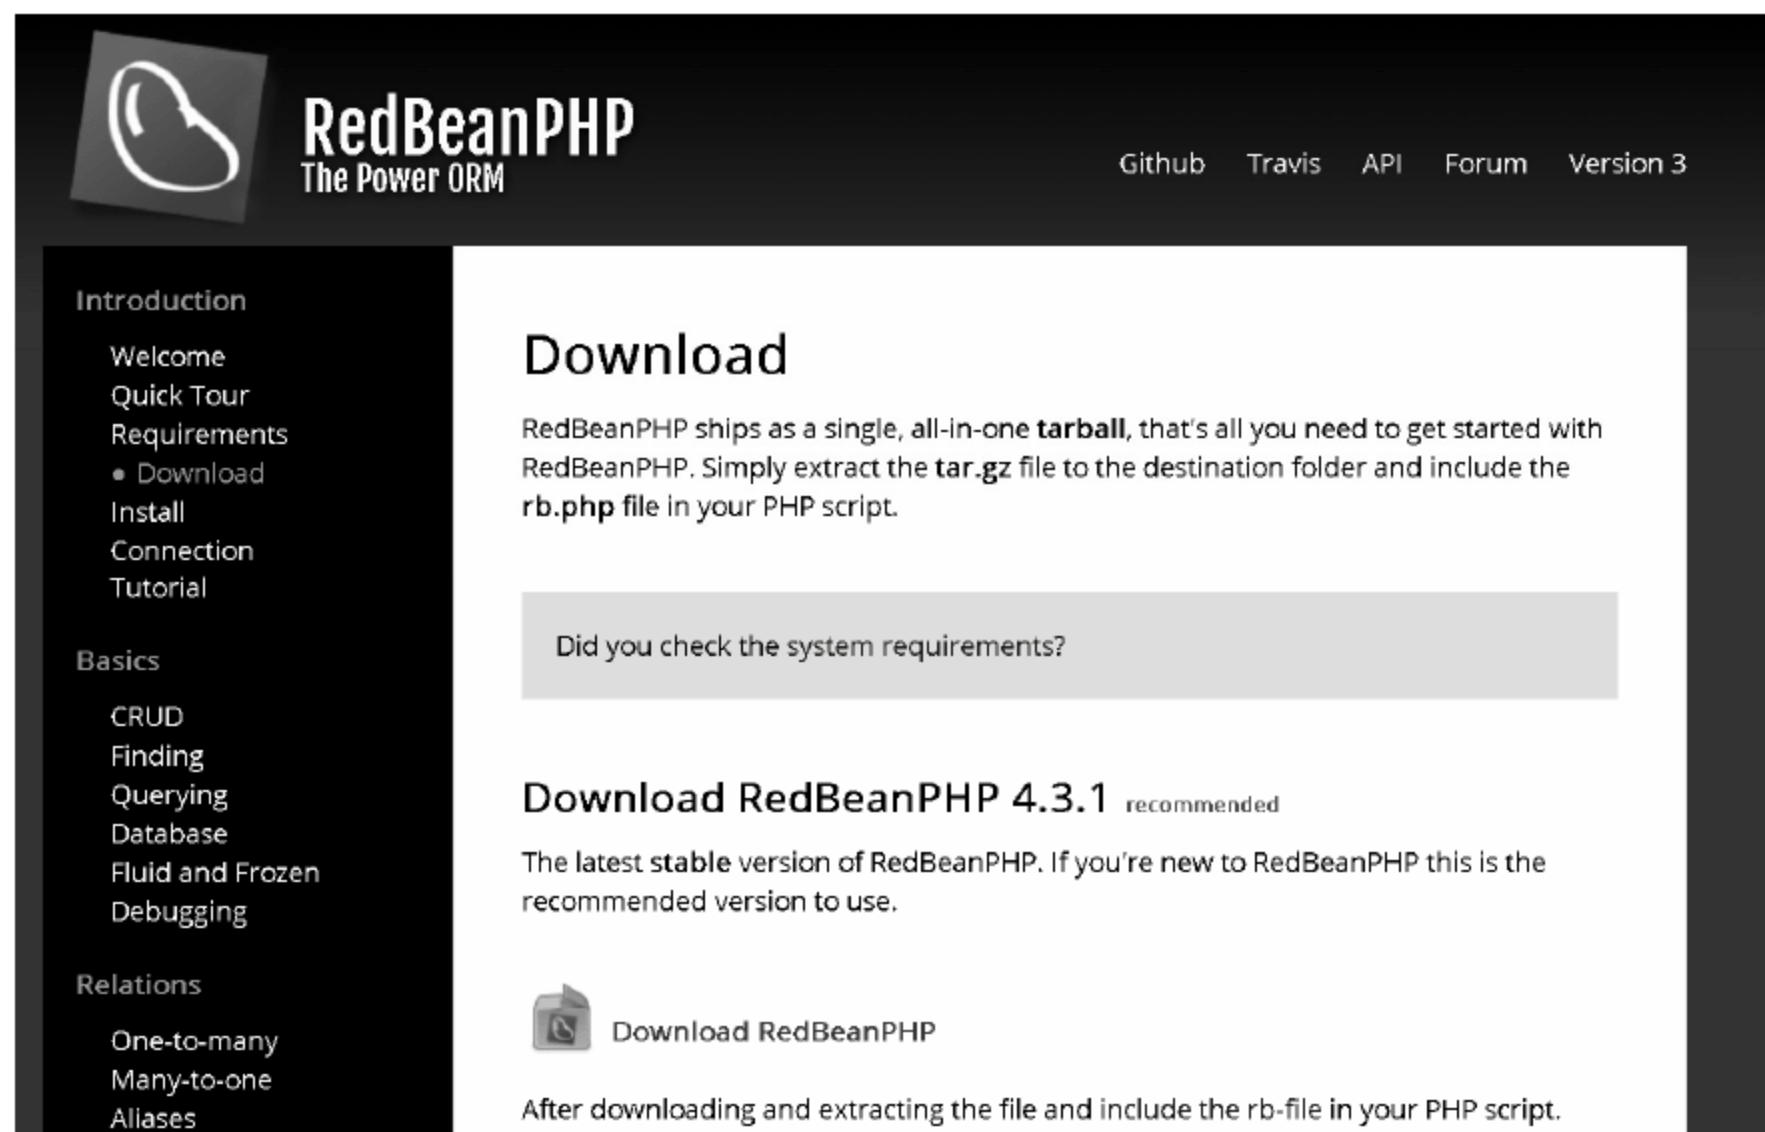 RedBeanPHP
The Power ORM
Github Travis API Forum Version 3
Introduction
Welcome
Quick Tour
Requirements
• Download
Install
Connection
Tutorial
Basics
CRUD
Finding
Querying
Database
Fluid and Frozen
Debugging
Relations
One-to-many
Many-to-one
Aliases
Download
RedBeanPHP ships as a single, all-in-one tarball, that's all you need to get started with
RedBeanPHP. Simply extract the tar.gz file to the destination folder and include the
rb.php file in your PHP script.
Did you check the system requirements?
Download RedBeanPHP 4.3.1 recommended
The latest stable version of RedBeanPHP. If you're new to RedBeanPHP this is the
recommended version to use.
Download RedBeanPHP
After downloading and extracting the file and include the rb-file in your PHP script.